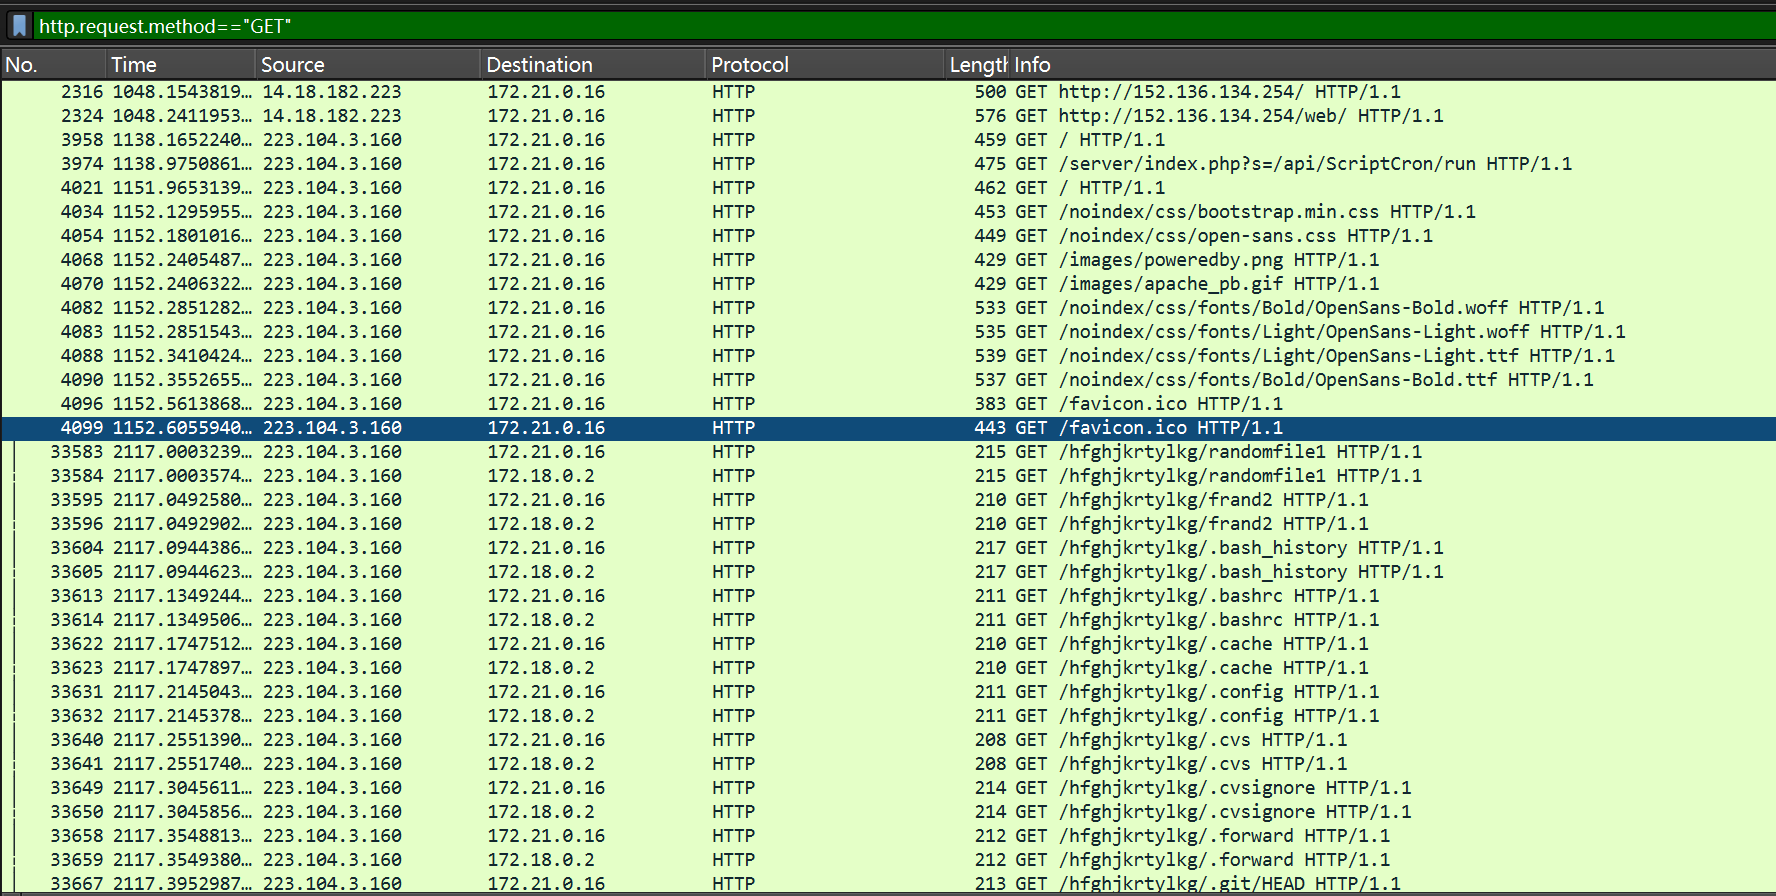 http.request.method=="GET"
No. Time Source Destination Protocol Length Info
2316 1048.1543819… 14.18.182.223 172.21.0.16 HTTP 500 GET http://152.136.134.254/ HTTP/1.1
2324 1048.2411953… 14.18.182.223 172.21.0.16 HTTP 576 GET http://152.136.134.254/web/ HTTP/1.1
3958 1138.1652240… 223.104.3.160 172.21.0.16 HTTP 459 GET / HTTP/1.1
3974 1138.9750861… 223.104.3.160 172.21.0.16 HTTP 475 GET /server/index.php?s=/api/ScriptCron/run HTTP/1.1
4021 1151.9653139… 223.104.3.160 172.21.0.16 HTTP 462 GET / HTTP/1.1
4034 1152.1295955… 223.104.3.160 172.21.0.16 HTTP 453 GET /noindex/css/bootstrap.min.css HTTP/1.1
4054 1152.1801016… 223.104.3.160 172.21.0.16 HTTP 449 GET /noindex/css/open-sans.css HTTP/1.1
4068 1152.2405487… 223.104.3.160 172.21.0.16 HTTP 429 GET /images/poweredby.png HTTP/1.1
4070 1152.2406322… 223.104.3.160 172.21.0.16 HTTP 429 GET /images/apache_pb.gif HTTP/1.1
4082 1152.2851282… 223.104.3.160 172.21.0.16 HTTP 533 GET /noindex/css/fonts/Bold/OpenSans-Bold.woff HTTP/1.1
4083 1152.2851543… 223.104.3.160 172.21.0.16 HTTP 535 GET /noindex/css/fonts/Light/OpenSans-Light.woff HTTP/1.1
4088 1152.3410424… 223.104.3.160 172.21.0.16 HTTP 539 GET /noindex/css/fonts/Light/OpenSans-Light.ttf HTTP/1.1
4090 1152.3552655… 223.104.3.160 172.21.0.16 HTTP 537 GET /noindex/css/fonts/Bold/OpenSans-Bold.ttf HTTP/1.1
4096 1152.5613868… 223.104.3.160 172.21.0.16 HTTP 383 GET /favicon.ico HTTP/1.1
4099 1152.6055940… 223.104.3.160 172.21.0.16 HTTP 443 GET /favicon.ico HTTP/1.1
33583 2117.0003239… 223.104.3.160 172.21.0.16 HTTP 215 GET /hfghjkrtylkg/randomfile1 HTTP/1.1
33584 2117.0003574… 223.104.3.160 172.18.0.2 HTTP 215 GET /hfghjkrtylkg/randomfile1 HTTP/1.1
33595 2117.0492580… 223.104.3.160 172.21.0.16 HTTP 210 GET /hfghjkrtylkg/frand2 HTTP/1.1
33596 2117.0492902… 223.104.3.160 172.18.0.2 HTTP 210 GET /hfghjkrtylkg/frand2 HTTP/1.1
33604 2117.0944386… 223.104.3.160 172.21.0.16 HTTP 217 GET /hfghjkrtylkg/.bash_history HTTP/1.1
33605 2117.0944623… 223.104.3.160 172.18.0.2 HTTP 217 GET /hfghjkrtylkg/.bash_history HTTP/1.1
33613 2117.1349244… 223.104.3.160 172.21.0.16 HTTP 211 GET /hfghjkrtylkg/.bashrc HTTP/1.1
33614 2117.1349506… 223.104.3.160 172.18.0.2 HTTP 211 GET /hfghjkrtylkg/.bashrc HTTP/1.1
33622 2117.1747512… 223.104.3.160 172.21.0.16 HTTP 210 GET /hfghjkrtylkg/.cache HTTP/1.1
33623 2117.1747897… 223.104.3.160 172.18.0.2 HTTP 210 GET /hfghjkrtylkg/.cache HTTP/1.1
33631 2117.2145043… 223.104.3.160 172.21.0.16 HTTP 211 GET /hfghjkrtylkg/.config HTTP/1.1
33632 2117.2145378… 223.104.3.160 172.18.0.2 HTTP 211 GET /hfghjkrtylkg/.config HTTP/1.1
33640 2117.2551390… 223.104.3.160 172.21.0.16 HTTP 208 GET /hfghjkrtylkg/.cvs HTTP/1.1
33641 2117.2551740… 223.104.3.160 172.18.0.2 HTTP 208 GET /hfghjkrtylkg/.cvs HTTP/1.1
33649 2117.3045611… 223.104.3.160 172.21.0.16 HTTP 214 GET /hfghjkrtylkg/.cvsignore HTTP/1.1
33650 2117.3045856… 223.104.3.160 172.18.0.2 HTTP 214 GET /hfghjkrtylkg/.cvsignore HTTP/1.1
33658 2117.3548813… 223.104.3.160 172.21.0.16 HTTP 212 GET /hfghjkrtylkg/.forward HTTP/1.1
33659 2117.3549380… 223.104.3.160 172.18.0.2 HTTP 212 GET /hfghjkrtylkg/.forward HTTP/1.1
33667 2117.3952987… 223.104.3.160 172.21.0.16 HTTP 213 GET /hfghjkrtylkg/.git/HEAD HTTP/1.1